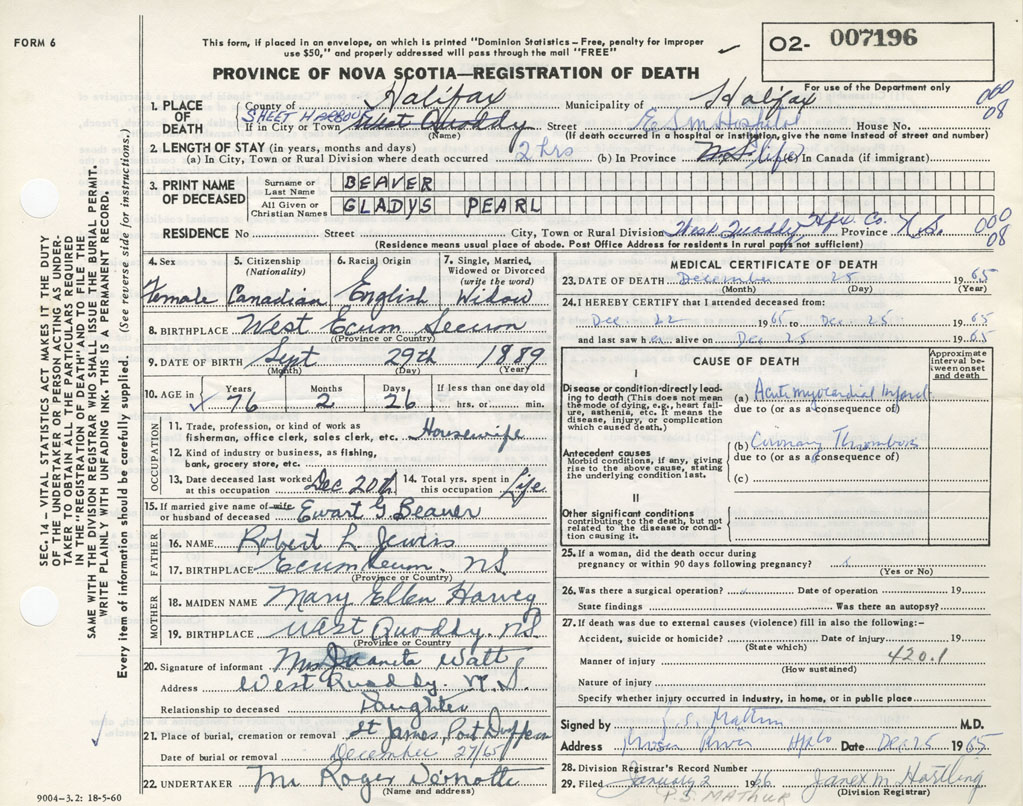 FORM 6
This form, if placed in an envelope, on which is printed "Dominion Statistics – Free, penalty for improper
use $50," and properly addressed will pass through the mail "FREE"
O2- 007196
For use of the Department only
PROVINCE OF NOVA SCOTIA—REGISTRATION OF DEATH
1. PLACE OF DEATH County of Halifax Municipality of Halifax 000 08
SHEET HARBOUR
If in City or Town West Quoddy Street E S M Hospital House No.
(Name) (If death occurred in a hospital or institution, give the name instead of street and number)
2. LENGTH OF STAY (in years, months and days)
(a) In City, Town or Rural Division where death occurred 2 hrs (b) In Province N.S. life In Canada (if immigrant)
3. PRINT NAME OF DECEASED
Surname or Last Name BEAVER
All Given or Christian Names GLADYS PEARL
RESIDENCE No Street City, Town or Rural Division West Quoddy Hfx. Co. Province N.S. 000 08
(Residence means usual place of abode. Post Office Address for residents in rural parts not sufficient)
4. Sex Female
5. Citizenship (Nationality) Canadian
6. Racial Origin English
7. Single, Married, Widowed or Divorced (write the word) Widow
8. BIRTHPLACE West Ecum Secum
(Province or Country)
9. DATE OF BIRTH Sept 29th 1889
(Month) (Day) (Year)
10. AGE in Years 76 Months 2 Days 26 If less than one day old hrs. or min.
OCCUPATION
11. Trade, profession, or kind of work as
fisherman, office clerk, sales clerk, etc. Housewife
12. Kind of industry or business, as fishing,
bank, grocery store, etc.
13. Date deceased last worked at this occupation Dec 20th 14. Total yrs. spent in this occupation Life
15. If married give name of wife or husband of deceased Ewart G Beaver
FATHER
16. NAME Robert L Jewers
17. BIRTHPLACE Ecum Secum. N.S.
(Province or Country)
MOTHER
18. MAIDEN NAME Mary Ellen Harvey
19. BIRTHPLACE West Quoddy, N.S.
(Province or Country)
20. Signature of informant Mrs Juanita Watt
Address West Quoddy. N.S.
Relationship to deceased Daughter
21. Place of burial, cremation or removal St James, Port Dufferin
Date of burial or removal December 27/65
22. UNDERTAKER Mr Roger
(Name and address)
9004-3.2: 18-5-60
MEDICAL CERTIFICATE OF DEATH
23. DATE OF DEATH December 25 1965
(Month) (Day) (Year)
24. I HEREBY CERTIFY that I attended deceased from:
Dec 22 1965 to Dec 25 1965
and last saw her alive on Dec 25 1965
CAUSE OF DEATH
Approximate interval between onset and death
I
Disease or condition directly leading
to death (This does not mean
the mode of dying, e.g., heart failure,
asthenia, etc. It means the
disease, injury, or complication
which caused death.)
(a) Acute myocardial Infarct
due to (or as a consequence of)
Antecedent causes
Morbid conditions, if any, giving
rise to the above cause, stating
the underlying condition last.
(b) Coronary Thrombosis
due to (or as a consequence of)
(c)
II
Other significant conditions
contributing to the death, but not
related to the disease or condition
causing it.
25. If a woman, did the death occur during
pregnancy or within 90 days following pregnancy?
(Yes or No)
26. Was there a surgical operation? Date of operation 19
State findings Was there an autopsy?
27. If death was due to external causes (violence) fill in also the following:-
Accident, suicide or homicide? Date of injury 19
(State which)
420.1
Manner of injury
(How sustained)
Nature of injury
Specify whether injury occurred in industry, in home, or in public place
Signed by P. S. Mathur M.D.
Address Moser River Date Dec 25 1965
28. Division Registrar's Record Number
29. Filed January 2 1966 Janex M. Hartling
P.S. MATHUR (Division Registrar)
SEC. 14 – VITAL STATISTICS ACT MAKES IT THE DUTY
OF THE UNDERTAKER OR PERSON ACTING AS UNDER-
TAKER TO OBTAIN ALL THE PARTICULARS REQUIRED
IN THE "REGISTRATION OF DEATH" AND TO FILE THE
SAME WITH THE DIVISION REGISTRAR WHO SHALL ISSUE THE BURIAL PERMIT.
WRITE PLAINLY WITH UNFADING INK. THIS IS A PERMANENT RECORD.
Every item of information should be carefully supplied. (See reverse side for instructions.)